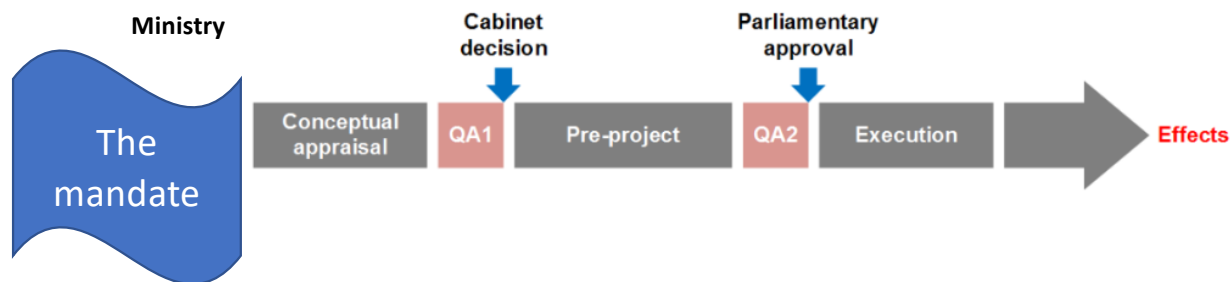 Ministry
Cabinet
decision
Parliamentary
approval
The
mandate
Conceptual
appraisal
QA1
Pre-project
QA2
Execution
Effects